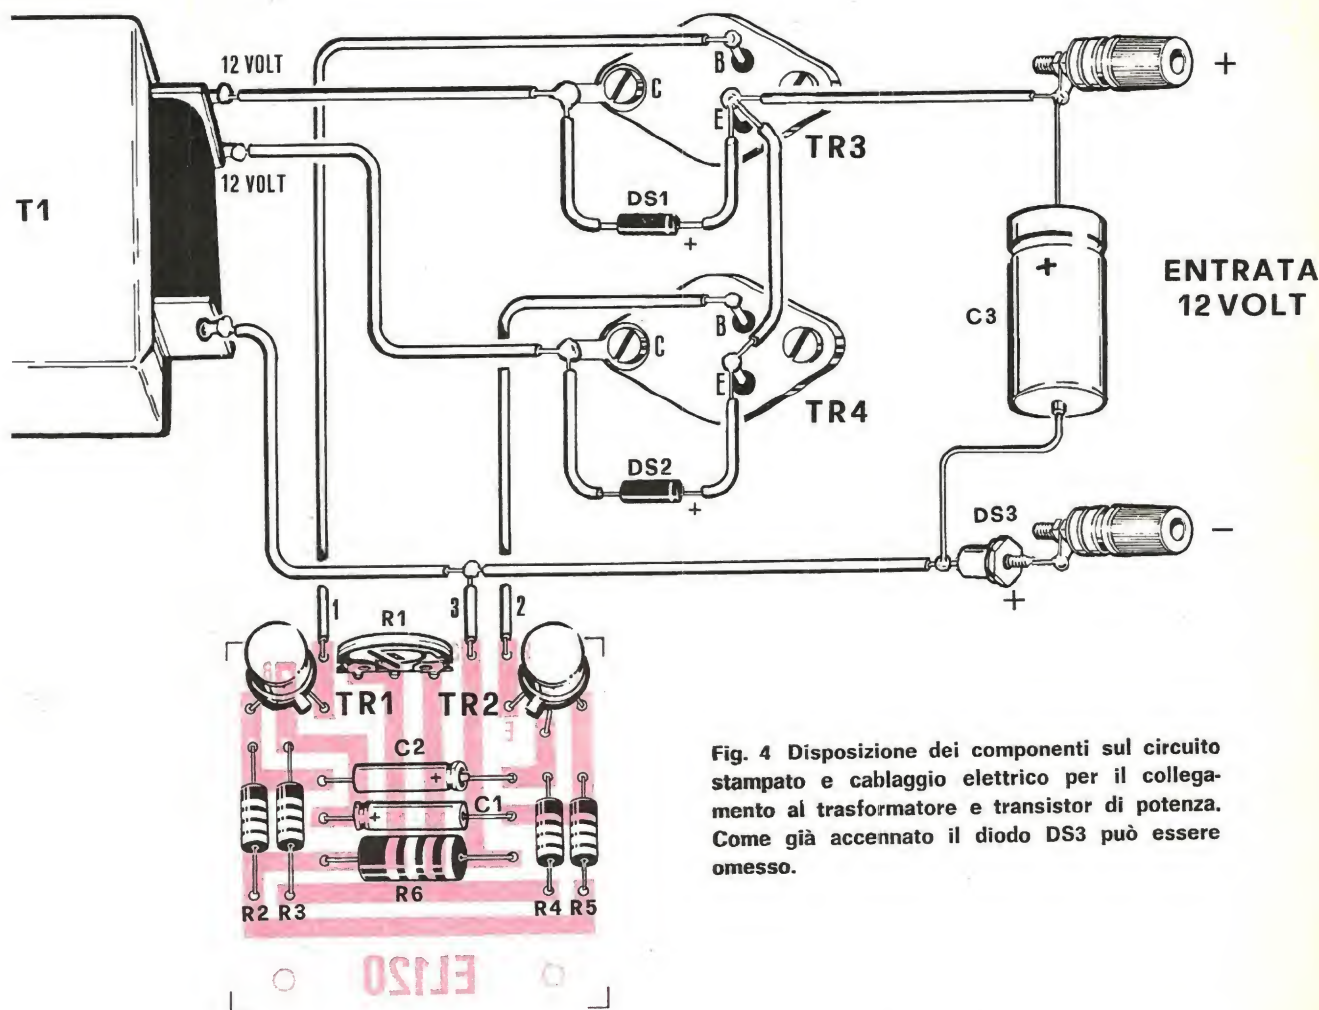 12 VOLT
B
C
+
E
TR3
12 VOLT
T1
DS1
+
ENTRATA
12 VOLT
+
C3
B
C
E
TR4
DS2
+
DS3
-
+
1
R1
3
2
TR1
TR2
E
C2
+
C1
+
R6
R2
R3
R4
R5
EL120
Fig. 4 Disposizione dei componenti sul circuito
stampato e cablaggio elettrico per il collega-
mento al trasformatore e transistor di potenza.
Come già accennato il diodo DS3 può essere
omesso.